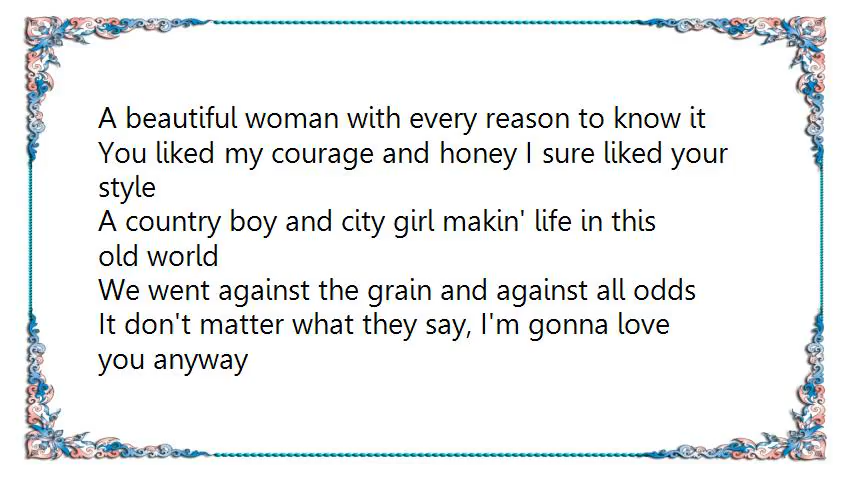 A beautiful woman with every reason to know it
You liked my courage and honey I sure liked your
style
A country boy and city girl makin' life in this
old world
We went against the grain and against all odds
It don't matter what they say, I'm gonna love
you anyway